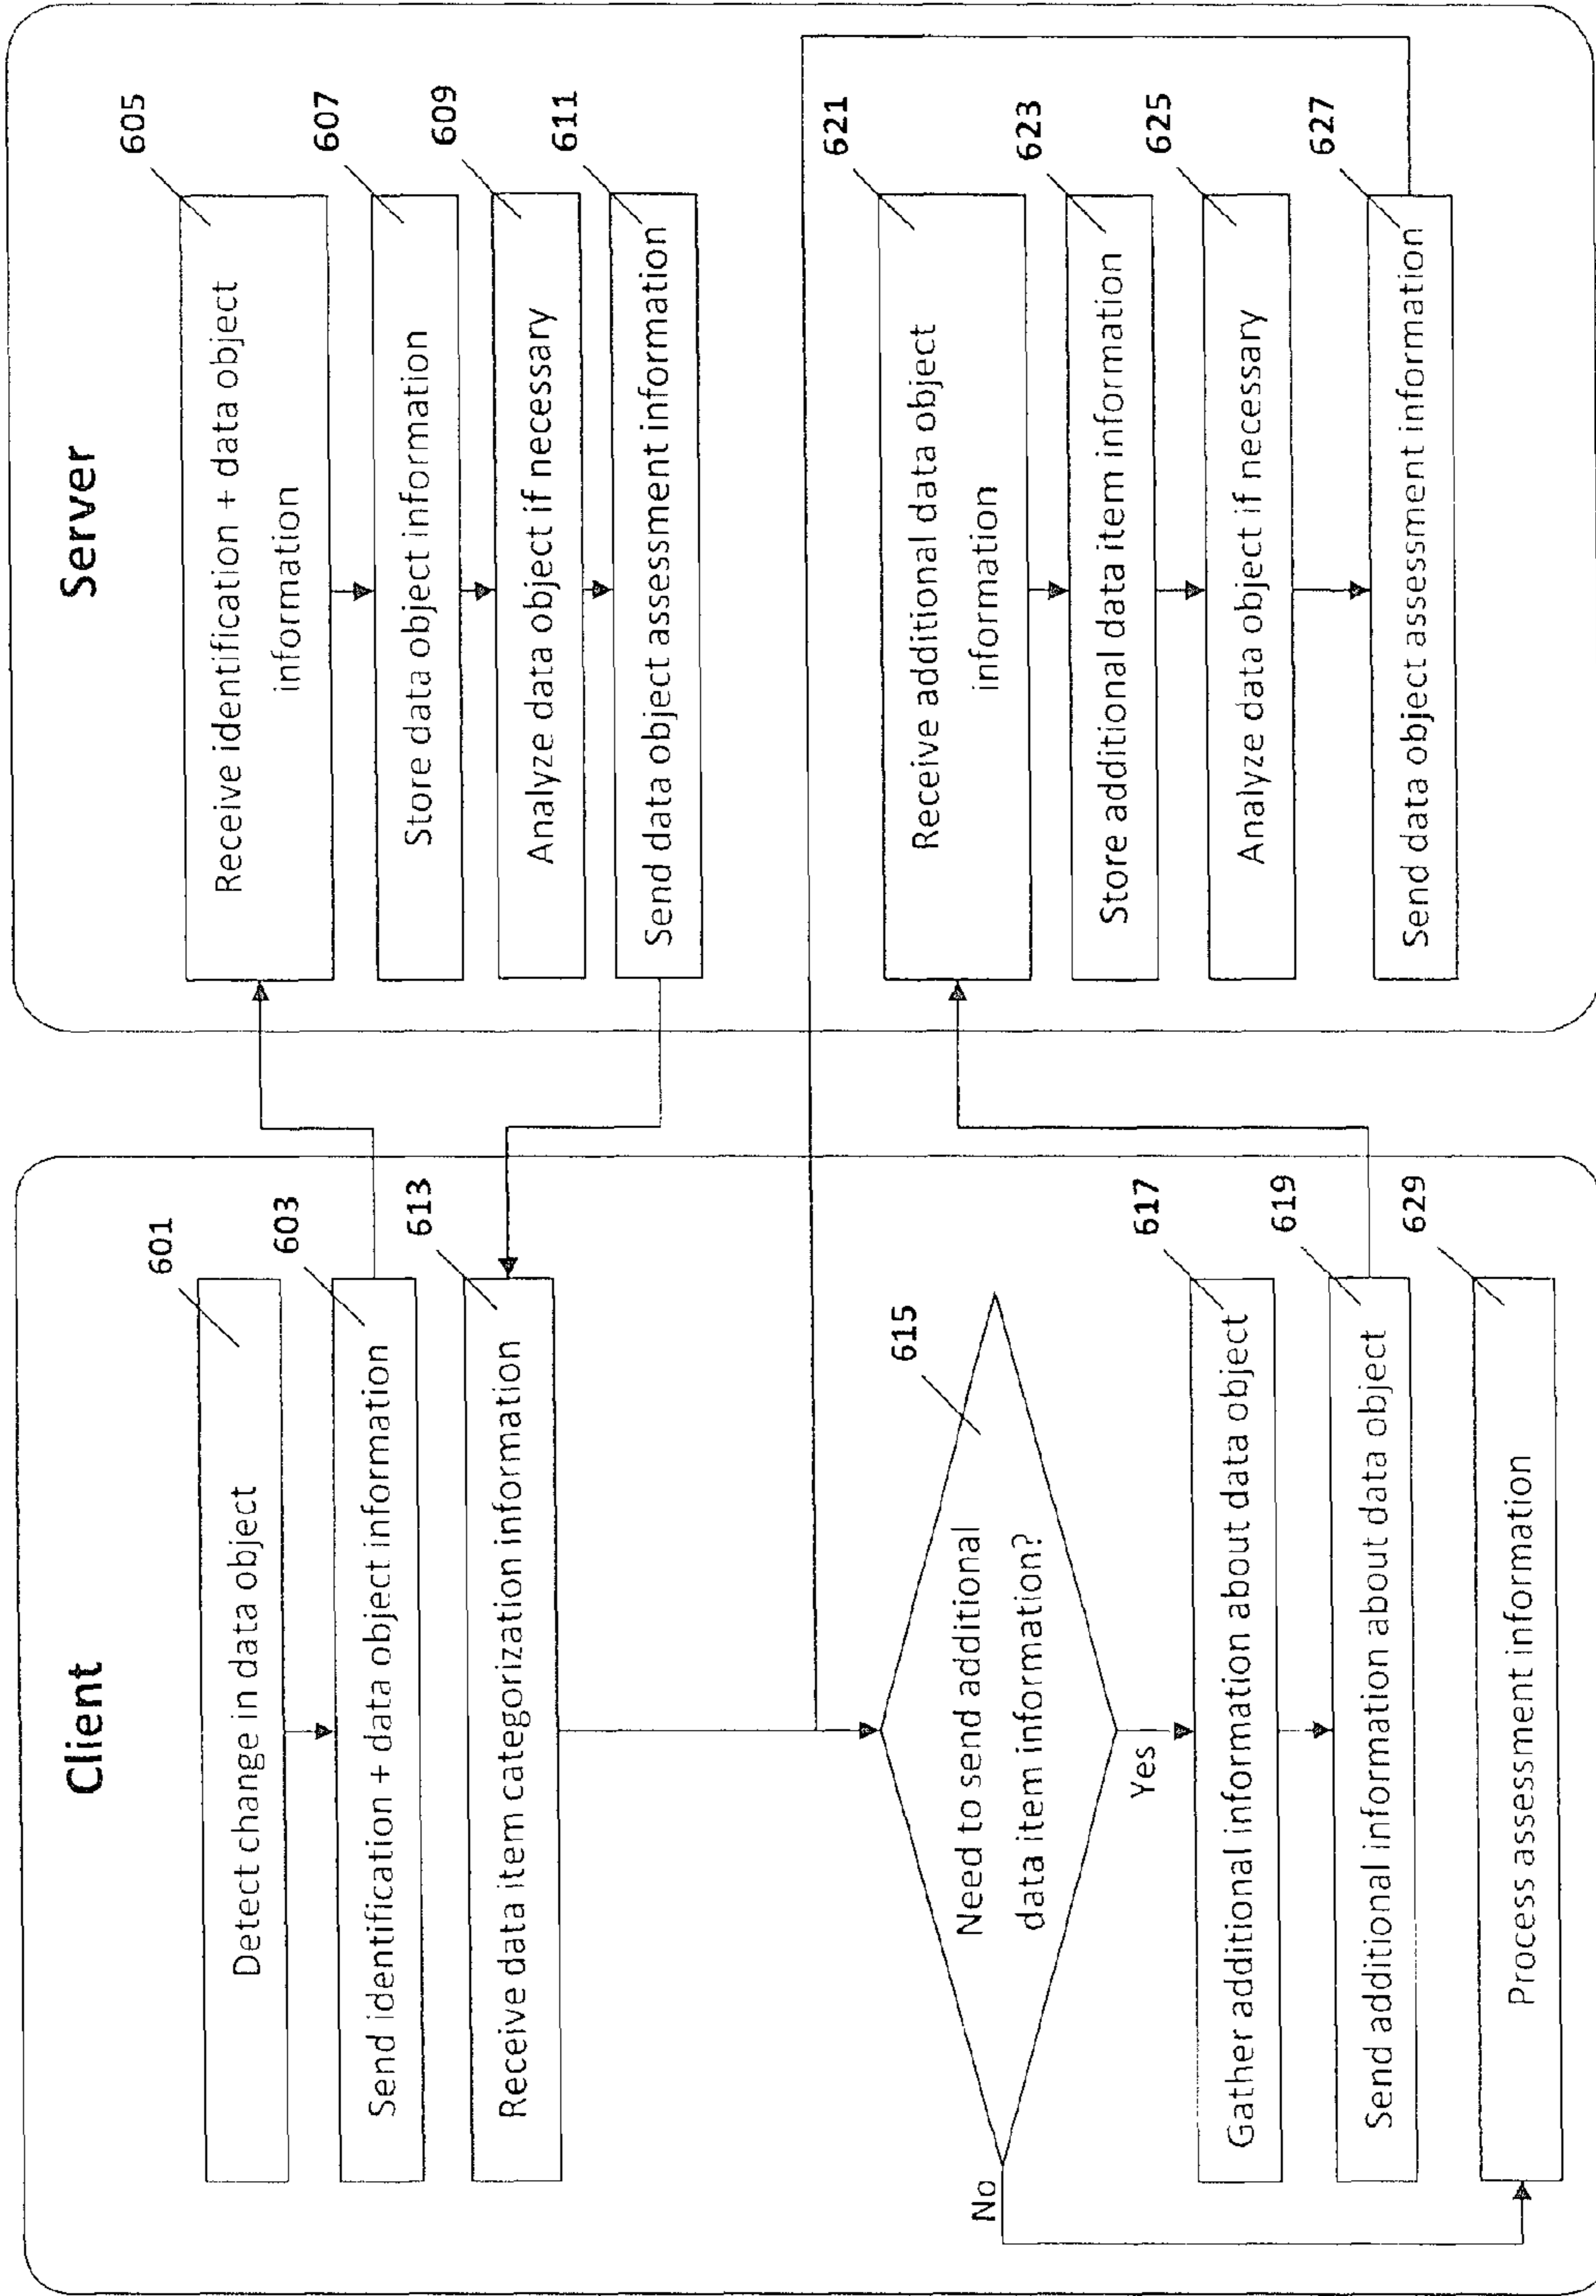 Client
601
Detect change in data object
603
Send identification + data object information
613
Receive data item categorization information
615
Need to send additional
data item information?
Yes
No
617
Gather additional information about data object
619
Send additional information about data object
629
Process assessment information
Server
605
Receive identification + data object
information
607
Store data object information
609
Analyze data object if necessary
611
Send data object assessment information
621
Receive additional data object
information
623
Store additional data item information
625
Analyze data object if necessary
627
Send data object assessment information